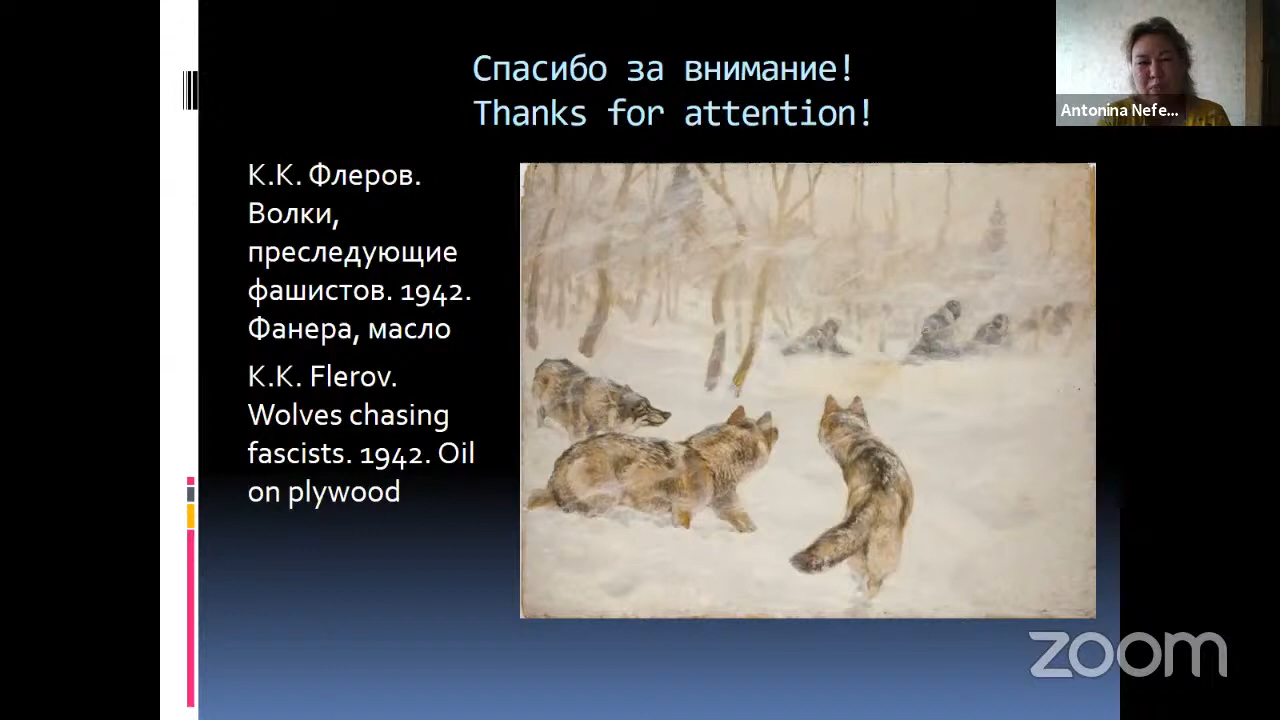 Спасибо за внимание!
Thanks for attention!
Antonina Nefe...
К.К. Флеров.
Волки,
преследующие
фашистов. 1942.
Фанера, масло
K.K. Flerov.
Wolves chasing
fascists. 1942. Oil
on plywood
zoom